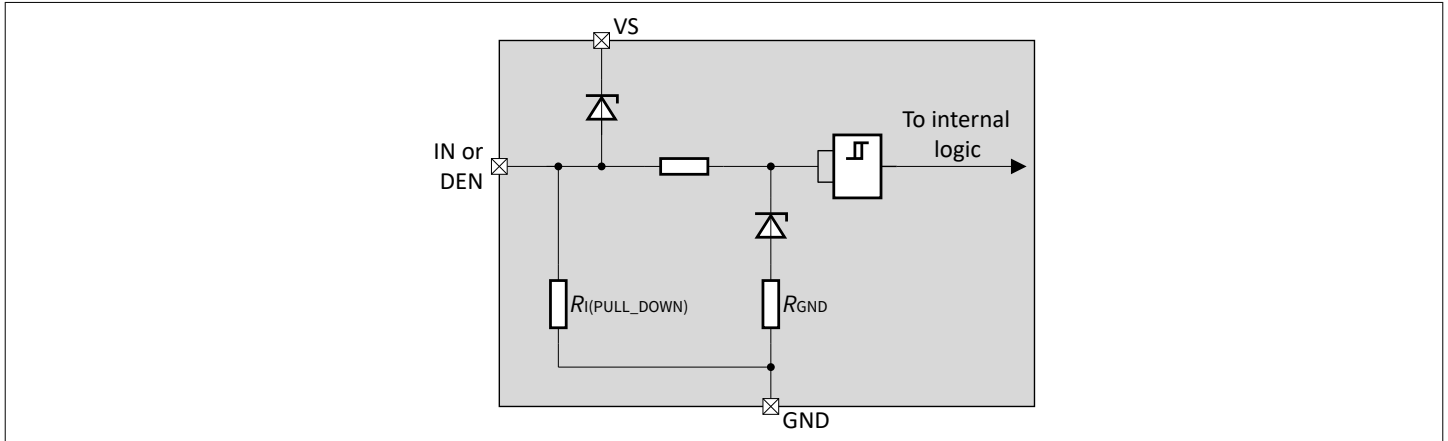 VS
To internal
logic
IN or
DEN
RI(PULL_DOWN)
RGND
GND